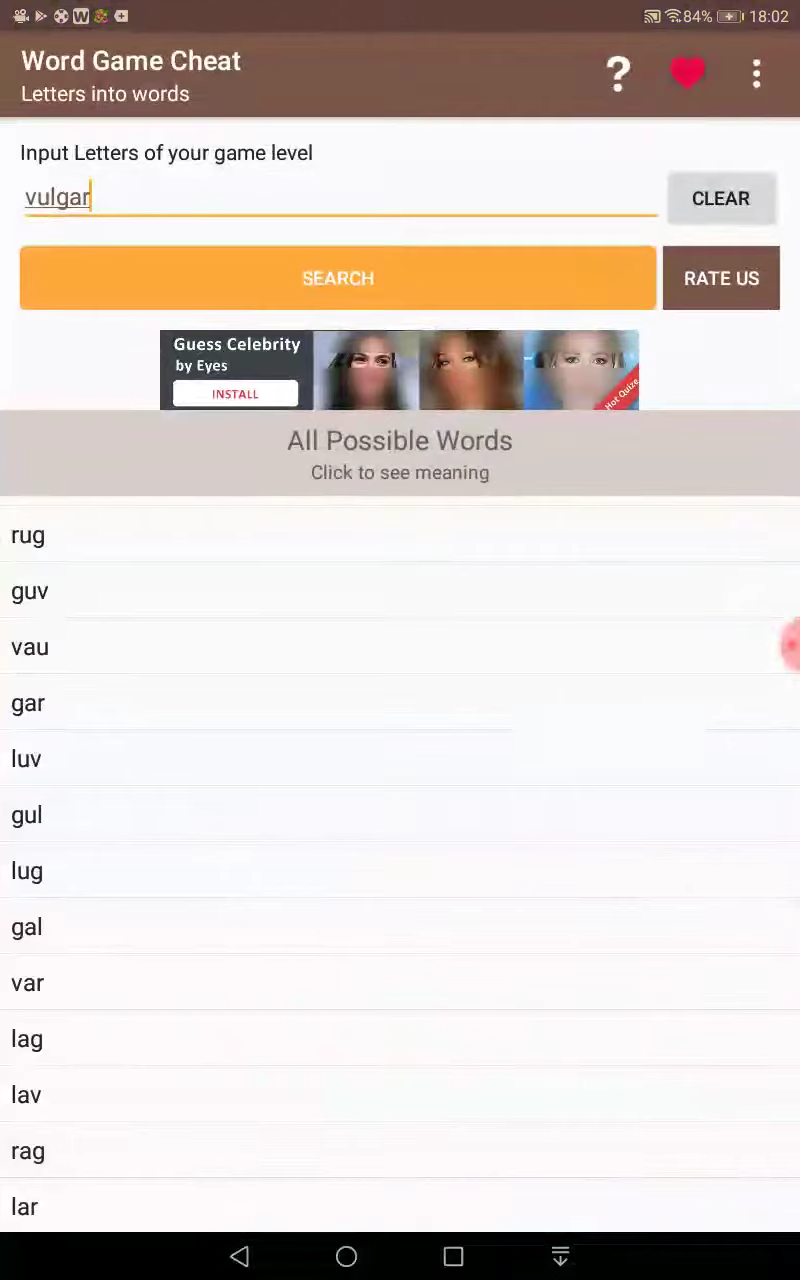 84% 18:02
Word Game Cheat
Letters into words
Input Letters of your game level
vulgar
CLEAR
SEARCH
RATE US
Guess Celebrity
by Eyes
INSTALL
Hot Quize
All Possible Words
Click to see meaning
rug
guv
vau
gar
luv
gul
lug
gal
var
lag
lav
rag
lar